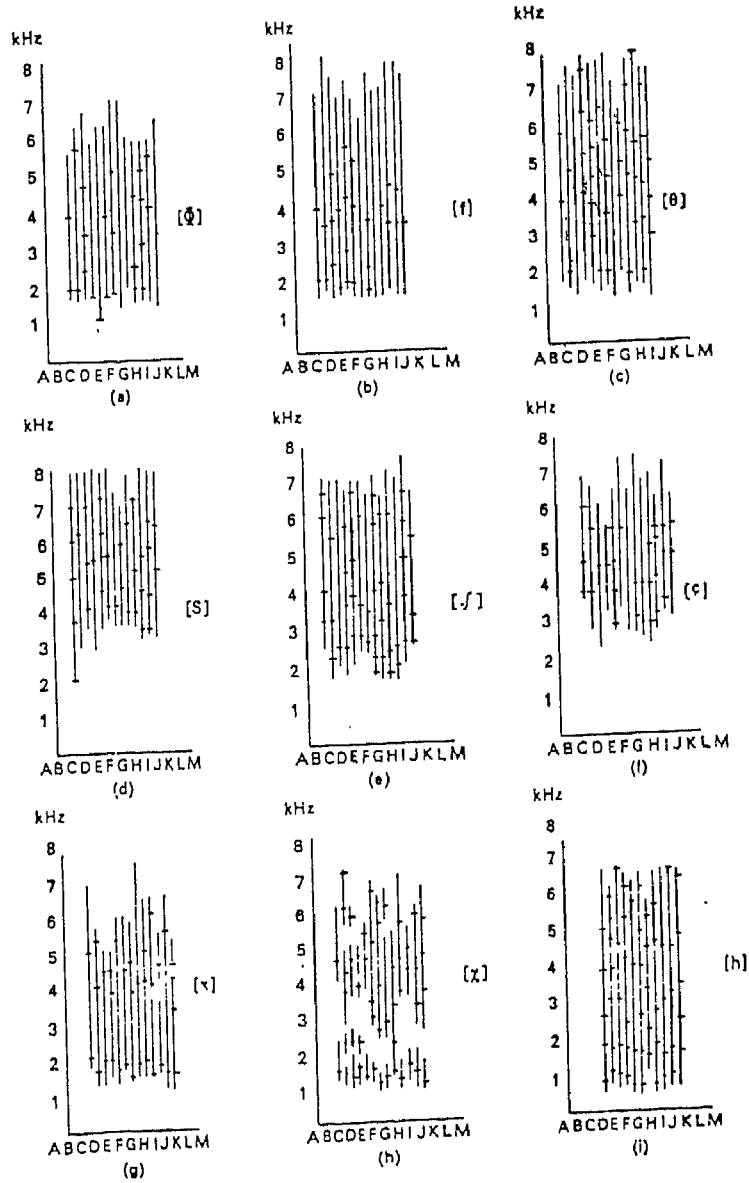 kHz
8
7
6
5
4
3
2
1
[Φ]
ABCDEFGHIJKLM
(a)
kHz
8
7
6
5
4
3
2
1
[f]
ABCDEFGHIJKLM
(b)
kHz
8
7
6
5
4
3
2
1
[θ]
ABCDEFGHIJKLM
(c)
kHz
8
7
6
5
4
3
2
1
[S]
ABCDEFGHIJKLM
(d)
kHz
8
7
6
5
4
3
2
1
[ʃ]
ABCDEFGHIJKLM
(e)
kHz
8
7
6
5
4
3
2
1
[ç]
ABCDEFGHIJKLM
(f)
kHz
8
7
6
5
4
3
2
1
[x]
ABCDEFGHIJKLM
(g)
kHz
8
7
6
5
4
3
2
1
[χ]
ABCDEFGHIJKLM
(h)
kHz
8
7
6
5
4
3
2
1
[h]
ABCDEFGHIJKLM
(i)